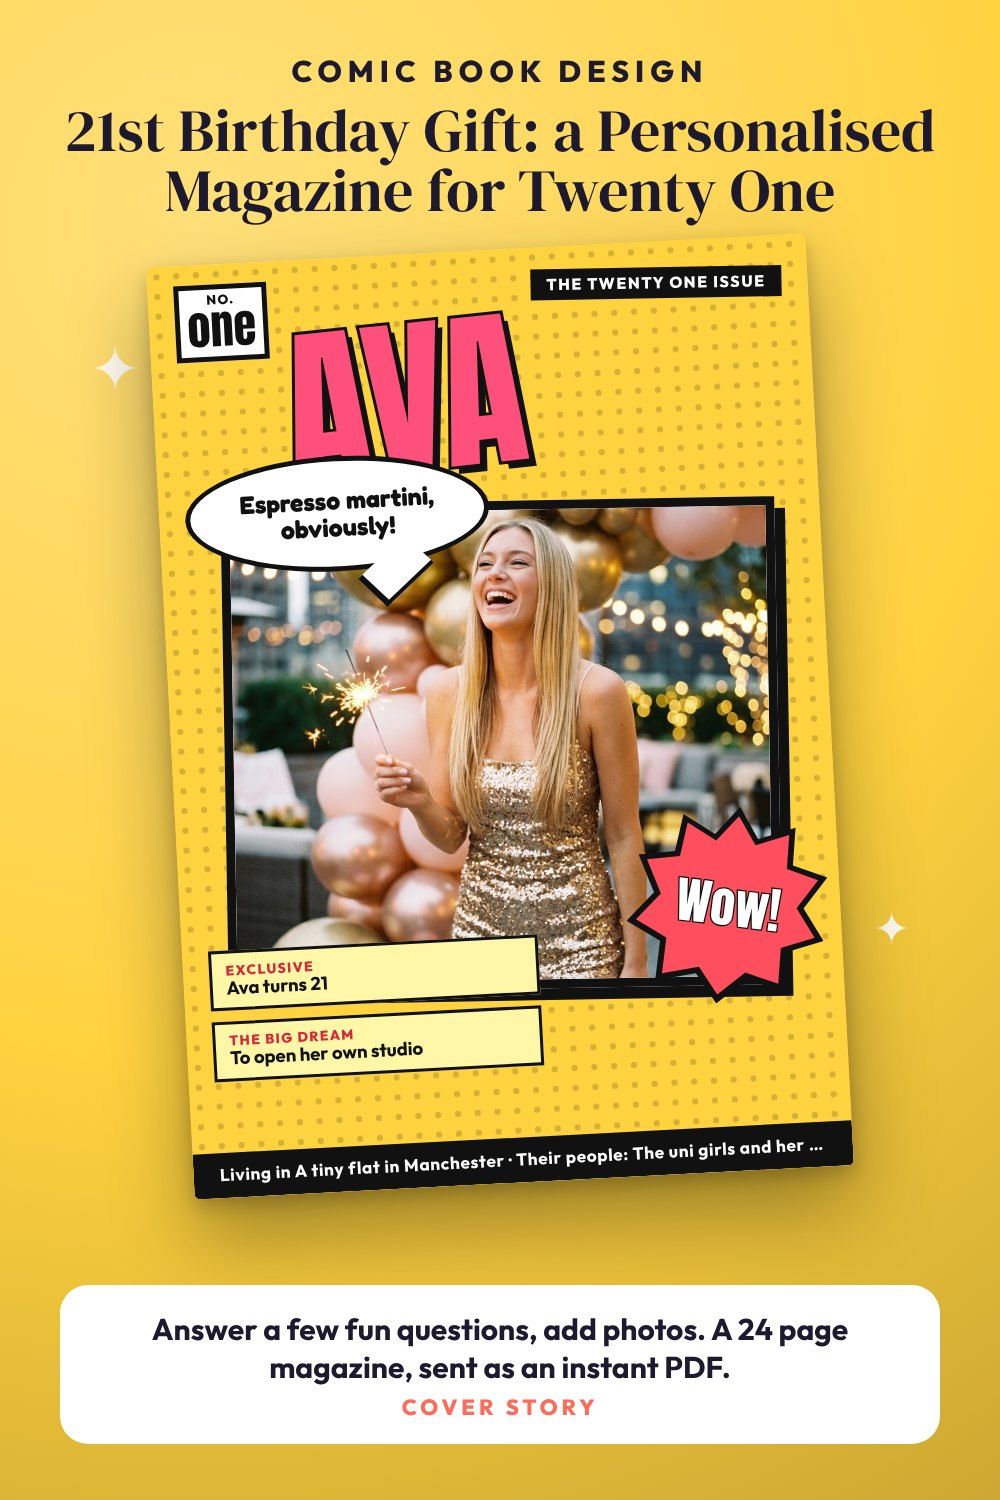 COMIC BOOK DESIGN
21st Birthday Gift: a Personalised
Magazine for Twenty One
THE TWENTY ONE ISSUE
NO.
one
AVA
Espresso martini,
obviously!
Wow!
EXCLUSIVE
Ava turns 21
THE BIG DREAM
To open her own studio
Living in A tiny flat in Manchester · Their people: The uni girls and her ...
Answer a few fun questions, add photos. A 24 page
magazine, sent as an instant PDF.
COVER STORY